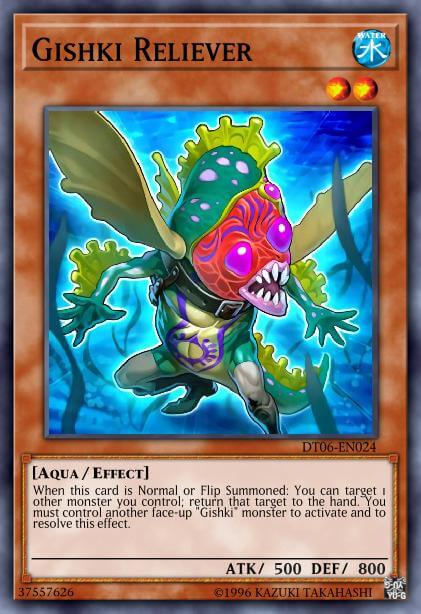 Gishki Reliever
WATER
水
DT06-EN024
[Aqua / Effect]
When this card is Normal or Flip Summoned: You can target 1
other monster you control; return that target to the hand. You
must control another face-up "Gishki" monster to activate and to
resolve this effect.
ATK/ 500 DEF/ 800
37557626
©1996 KAZUKI TAKAHASHI